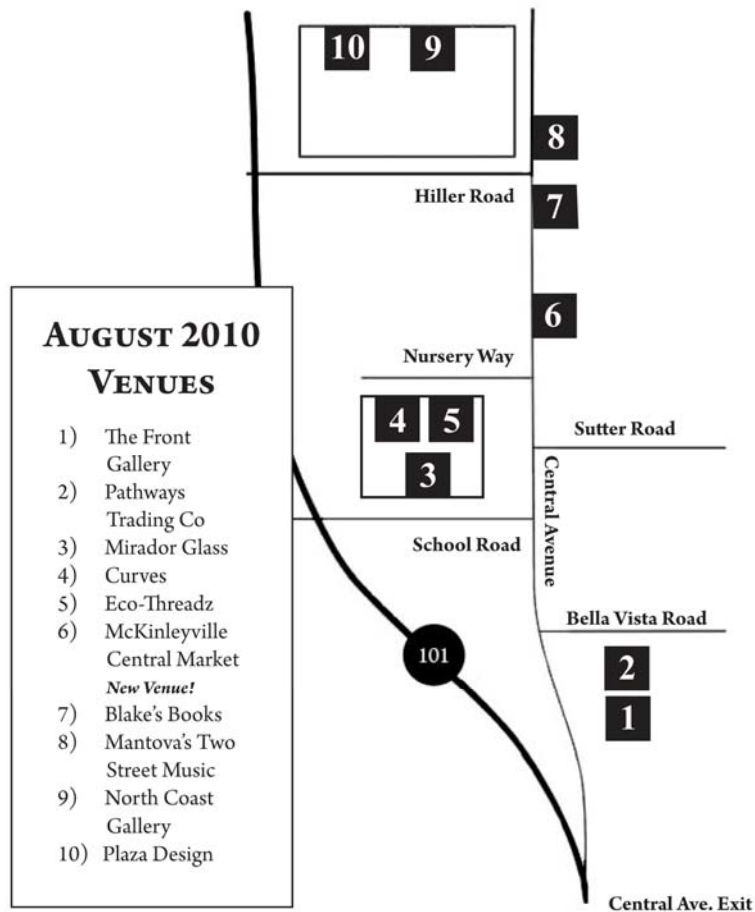 10
9
8
Hiller Road
7
6
Nursery Way
4
5
Sutter Road
3
Central Avenue
School Road
Bella Vista Road
101
2
1
Central Ave. Exit
August 2010
Venues
1) The Front
Gallery
2) Pathways
Trading Co
3) Mirador Glass
4) Curves
5) Eco-Threadz
6) McKinleyville
Central Market
New Venue!
7) Blake's Books
8) Mantova's Two
Street Music
9) North Coast
Gallery
10) Plaza Design